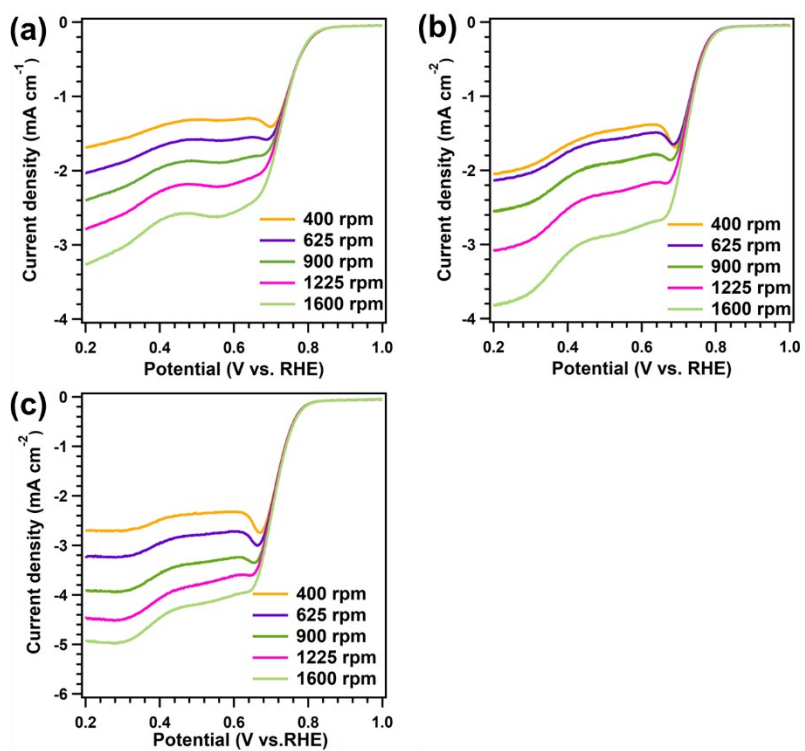 (a)
0
-1
-2
-3
-4
Current density (mA cm-1)
400 rpm
625 rpm
900 rpm
1225 rpm
1600 rpm
0.2 0.4 0.6 0.8 1.0
Potential (V vs. RHE)
(b)
0
-1
-2
-3
-4
Current density (mA cm-2)
400 rpm
625 rpm
900 rpm
1225 rpm
1600 rpm
0.2 0.4 0.6 0.8 1.0
Potential (V vs. RHE)
(c)
0
-1
-2
-3
-4
-5
-6
Current density (mA cm-2)
400 rpm
625 rpm
900 rpm
1225 rpm
1600 rpm
0.2 0.4 0.6 0.8 1.0
Potential (V vs.RHE)